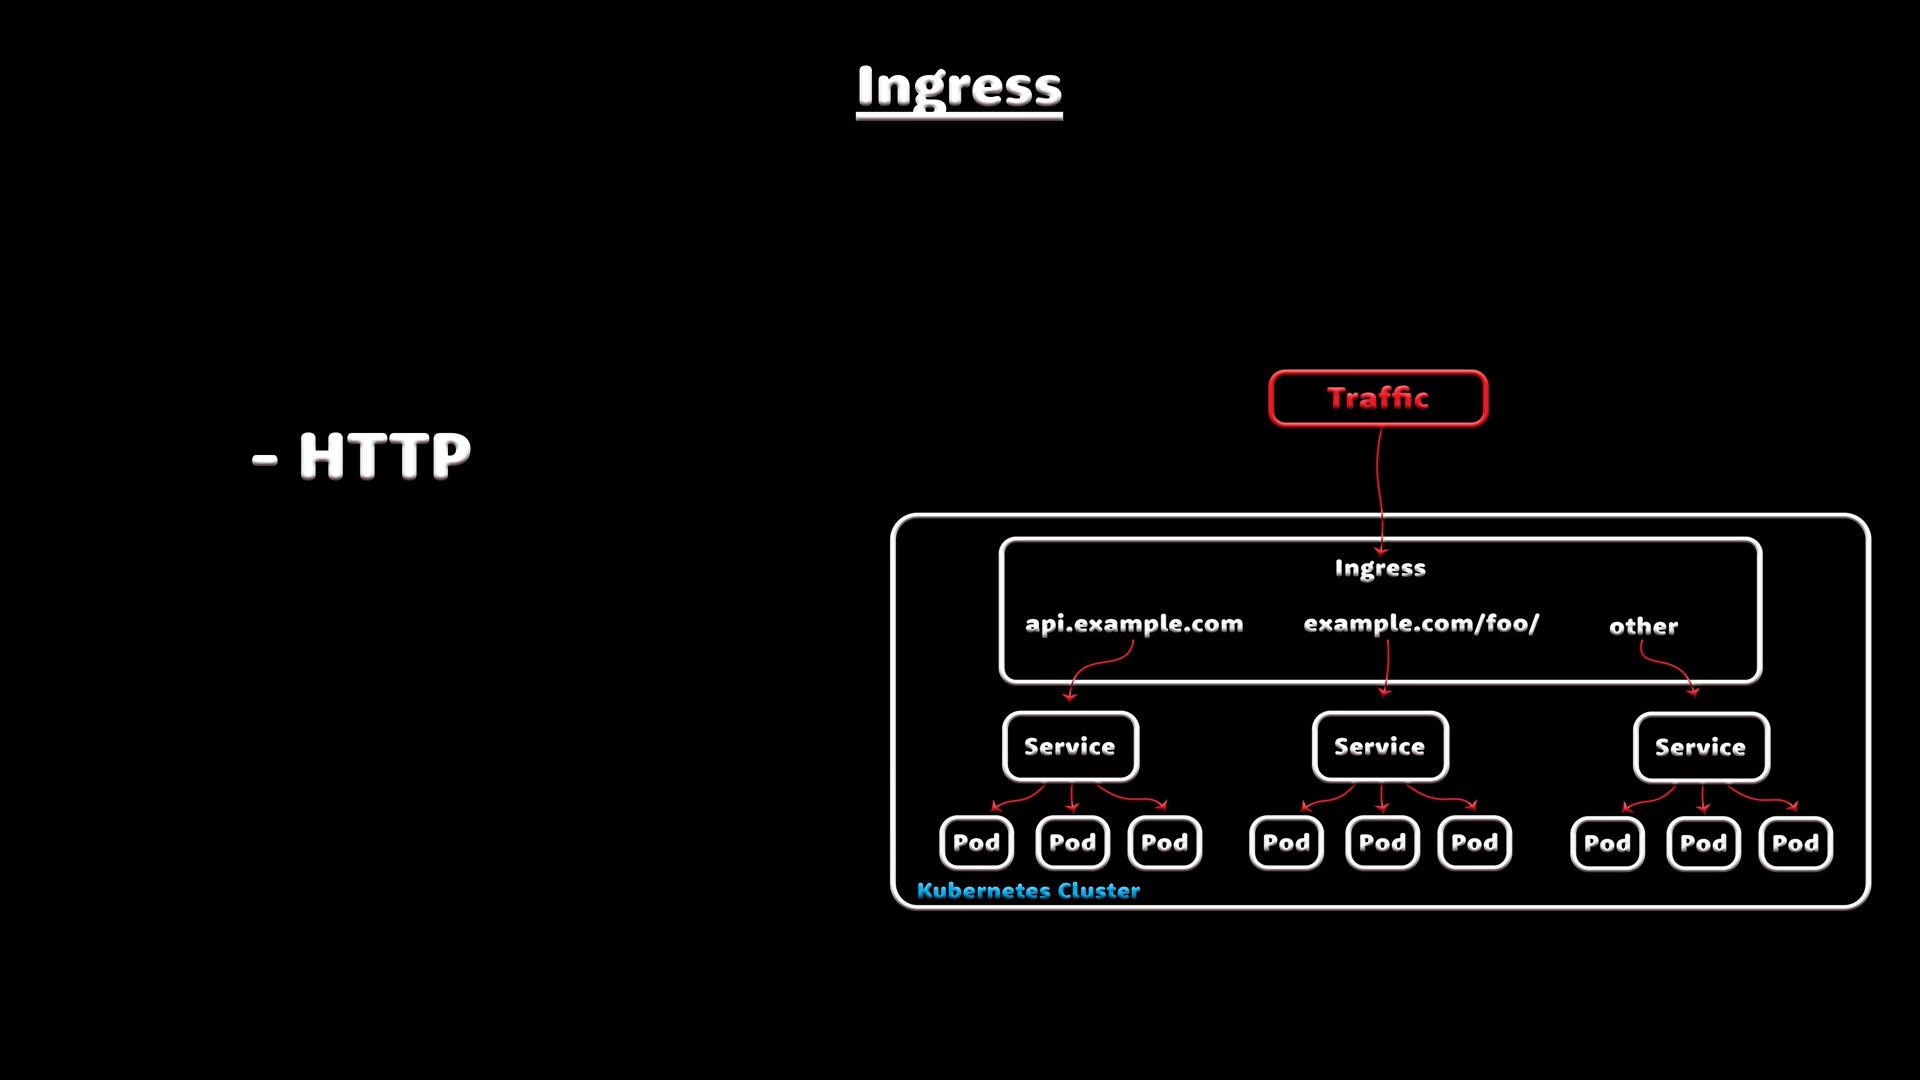 Ingress
- HTTP
Traffic
Ingress
api.example.com example.com/foo/ other
Service Service Service
Pod Pod Pod Pod Pod Pod Pod Pod Pod
Kubernetes Cluster